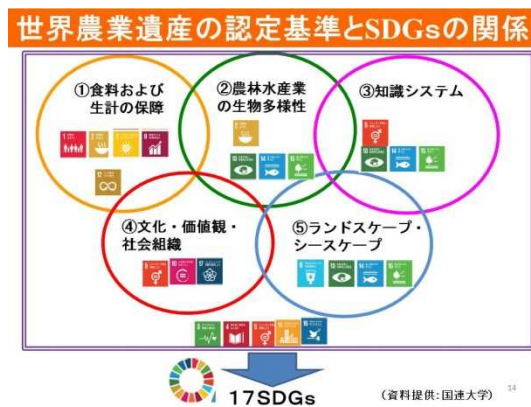 世界農業遺産の認定基準とSDGsの関係
①食料および
生計の保障
②農林水産業
の生物多様性
③知識システム
④文化・価値観・
社会組織
⑤ランドスケープ・
シースケープ
17SDGs
(資料提供:国連大学)
14